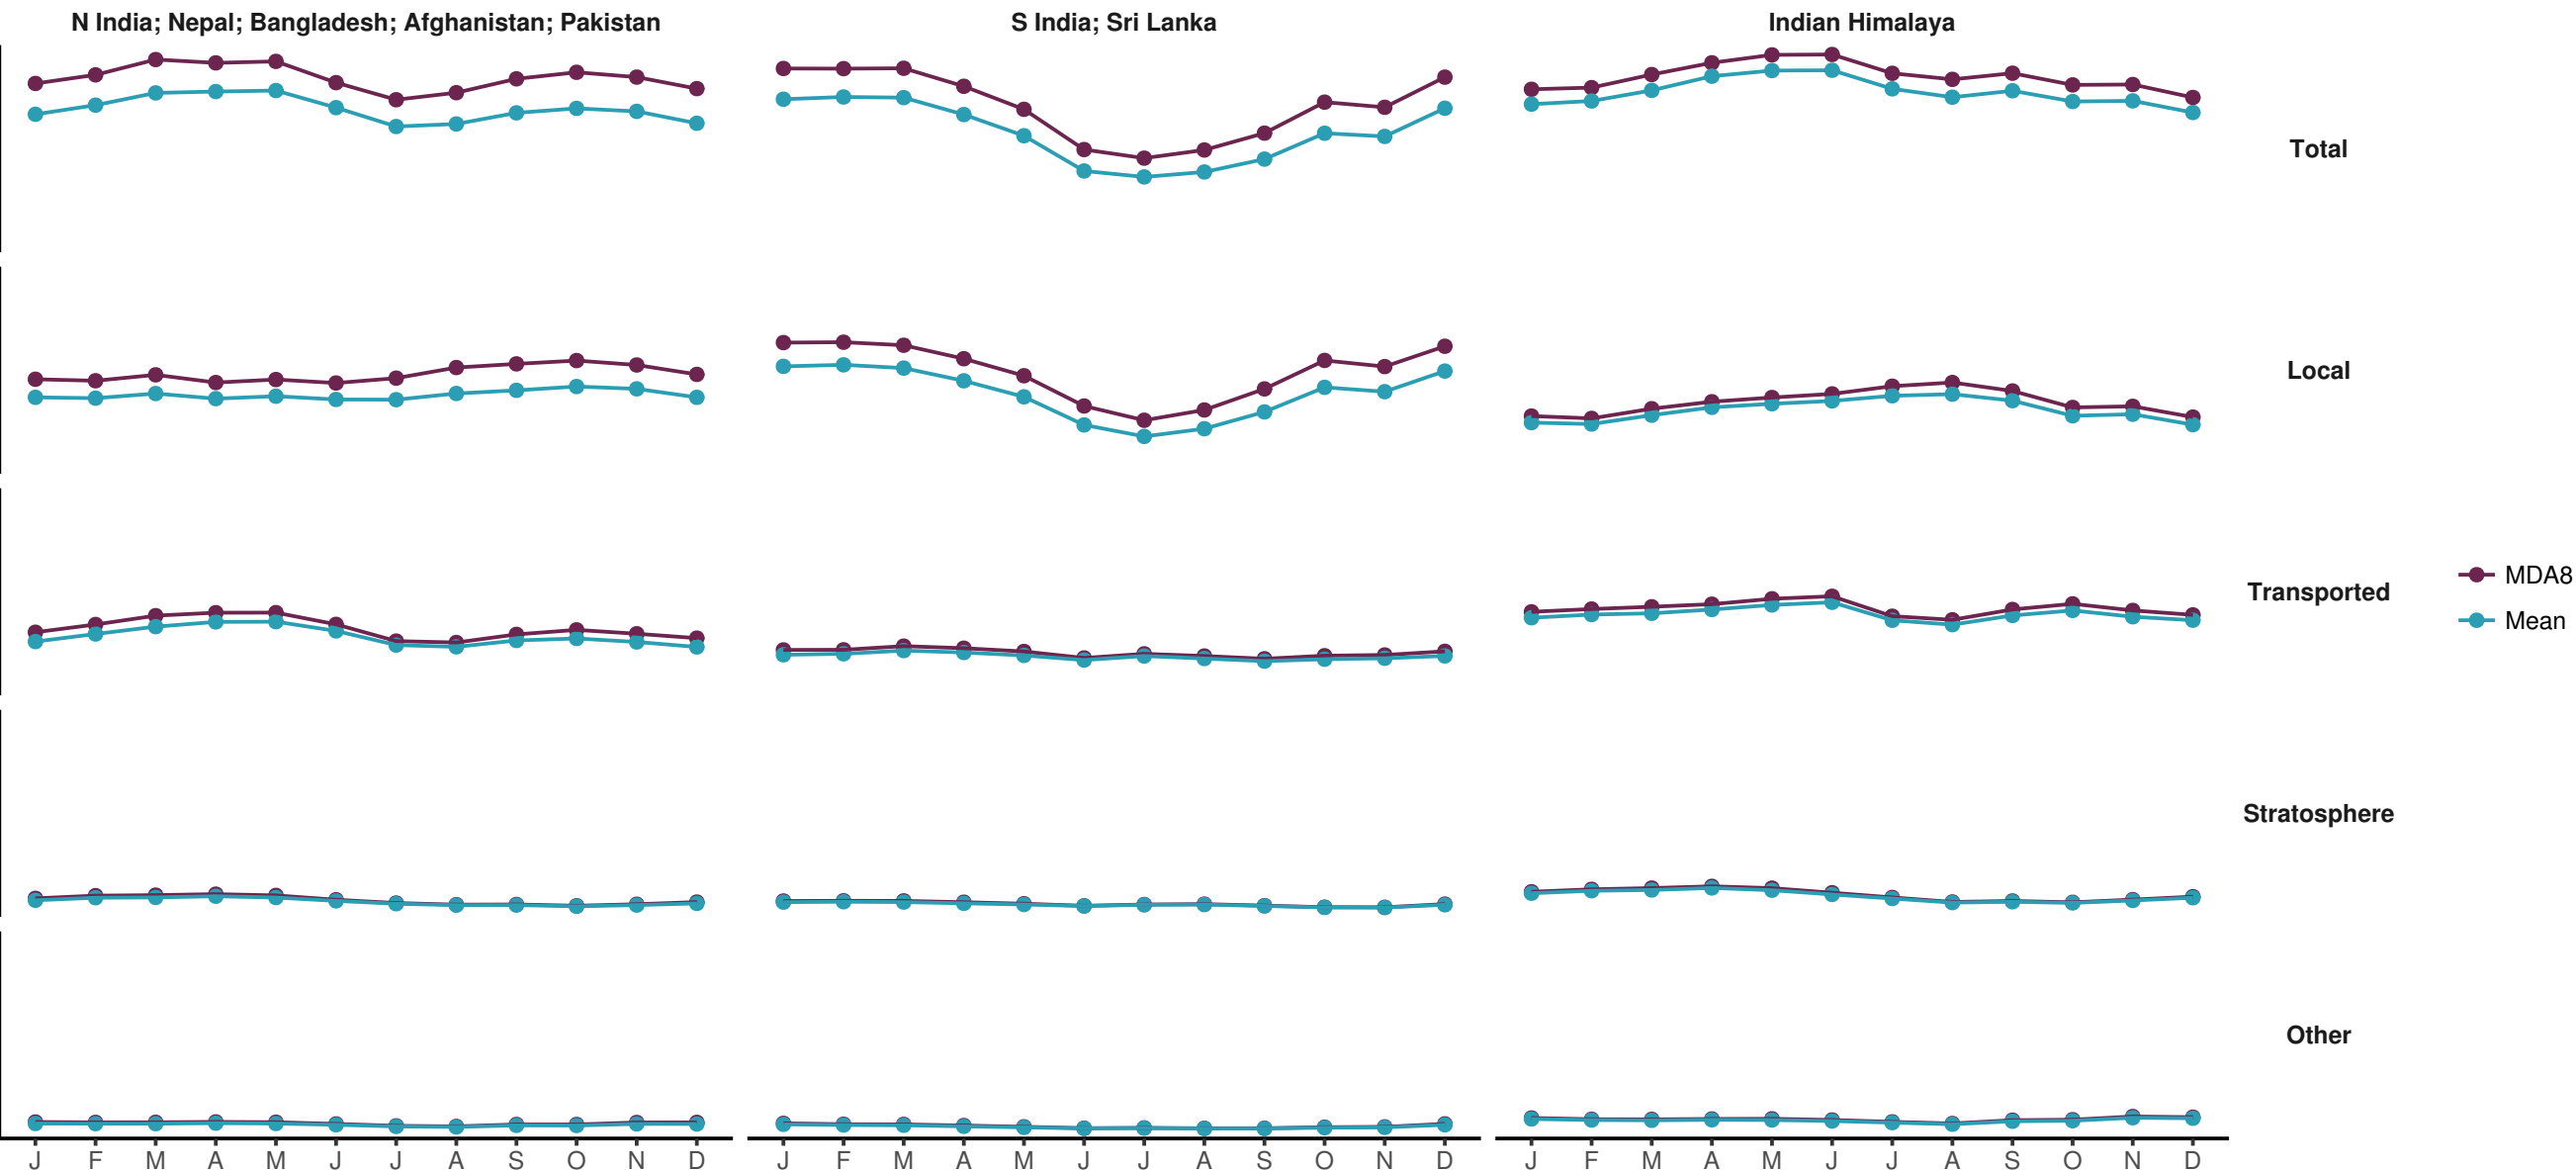 N India; Nepal; Bangladesh; Afghanistan; Pakistan
S India; Sri Lanka
Indian Himalaya
Total
Local
Transported
Stratosphere
Other
MDA8
Mean
J F M A M J J A S O N D
J F M A M J J A S O N D
J F M A M J J A S O N D